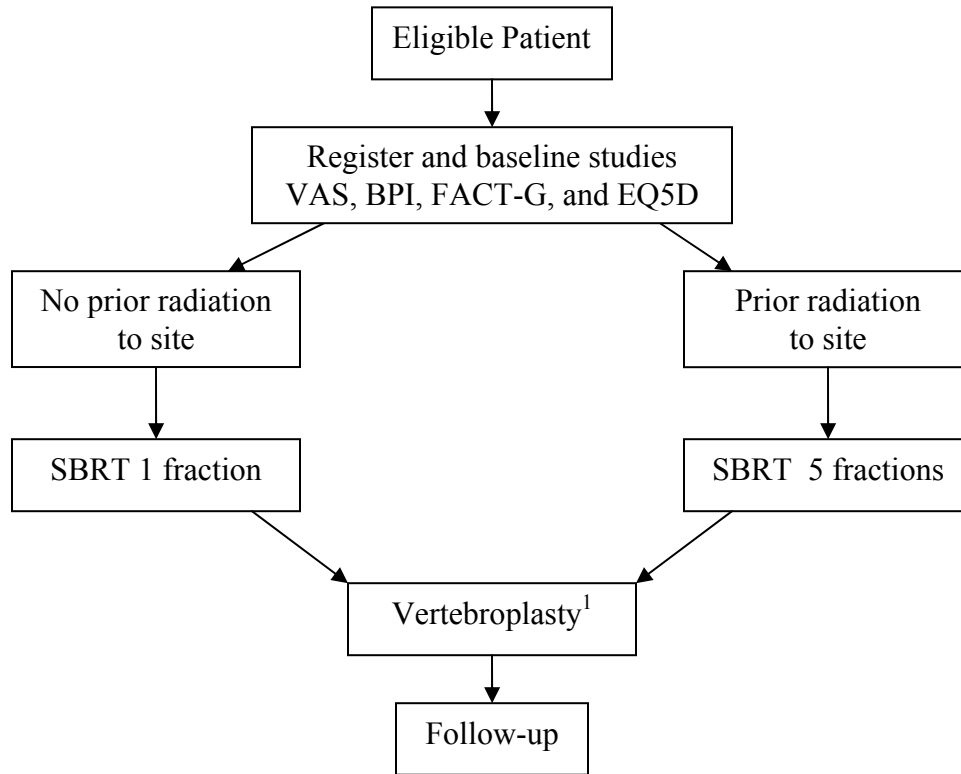 Eligible Patient
Register and baseline studies
VAS, BPI, FACT-G, and EQ5D
No prior radiation
to site
Prior radiation
to site
SBRT 1 fraction
SBRT  5 fractions
Vertebroplasty¹
Follow-up